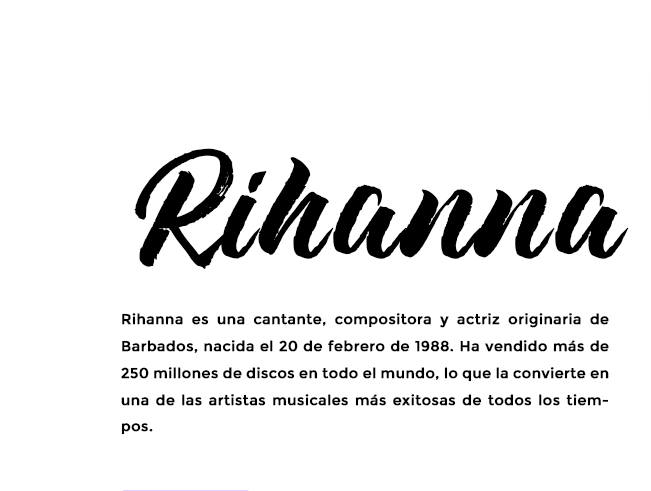 Rihanna
Rihanna es una cantante, compositora y actriz originaria de
Barbados, nacida el 20 de febrero de 1988. Ha vendido más de
250 millones de discos en todo el mundo, lo que la convierte en
una de las artistas musicales más exitosas de todos los tiem-
pos.